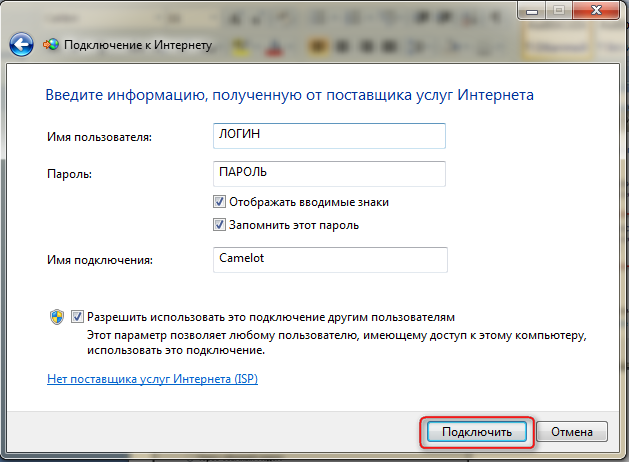 Подключение к Интернету
Введите информацию, полученную от поставщика услуг Интернета
Имя пользователя:
ЛОГИН
Пароль:
ПАРОЛЬ
Отображать вводимые знаки
Запомнить этот пароль
Имя подключения:
Camelot
Разрешить использовать это подключение другим пользователям
Этот параметр позволяет любому пользователю, имеющему доступ к этому компьютеру,
использовать это подключение.
Нет поставщика услуг Интернета (ISP)
Подключить
Отмена